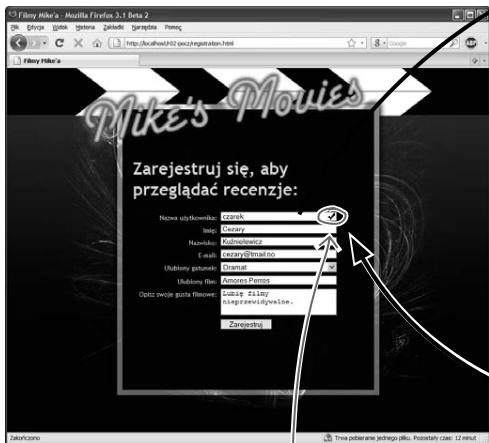 Filmy Mike'a - Mozilla Firefox 3.1 Beta 2
Plik Edycja Widok Historia Zakładki Narzędzia Pomoc
http://localhost/r02-pocz/registration.html
Google
Filmy Mike'a
Mike's Movies
Zarejestruj się, aby
przeglądać recenzje:
Nazwa użytkownika: czarek
Imię: Cezary
Nazwisko: Kuźnielewicz
E-mail: cezary@tmail.no
Ulubiony gatunek: Dramat
Ulubiony film: Amores Perros
Opisz swoje gusta filmowe: Lubię filmy
nieprzewidywalne.
Zarejestruj
Zakończono
Trwa pobieranie jednego pliku. Pozostały czas: 12 minut